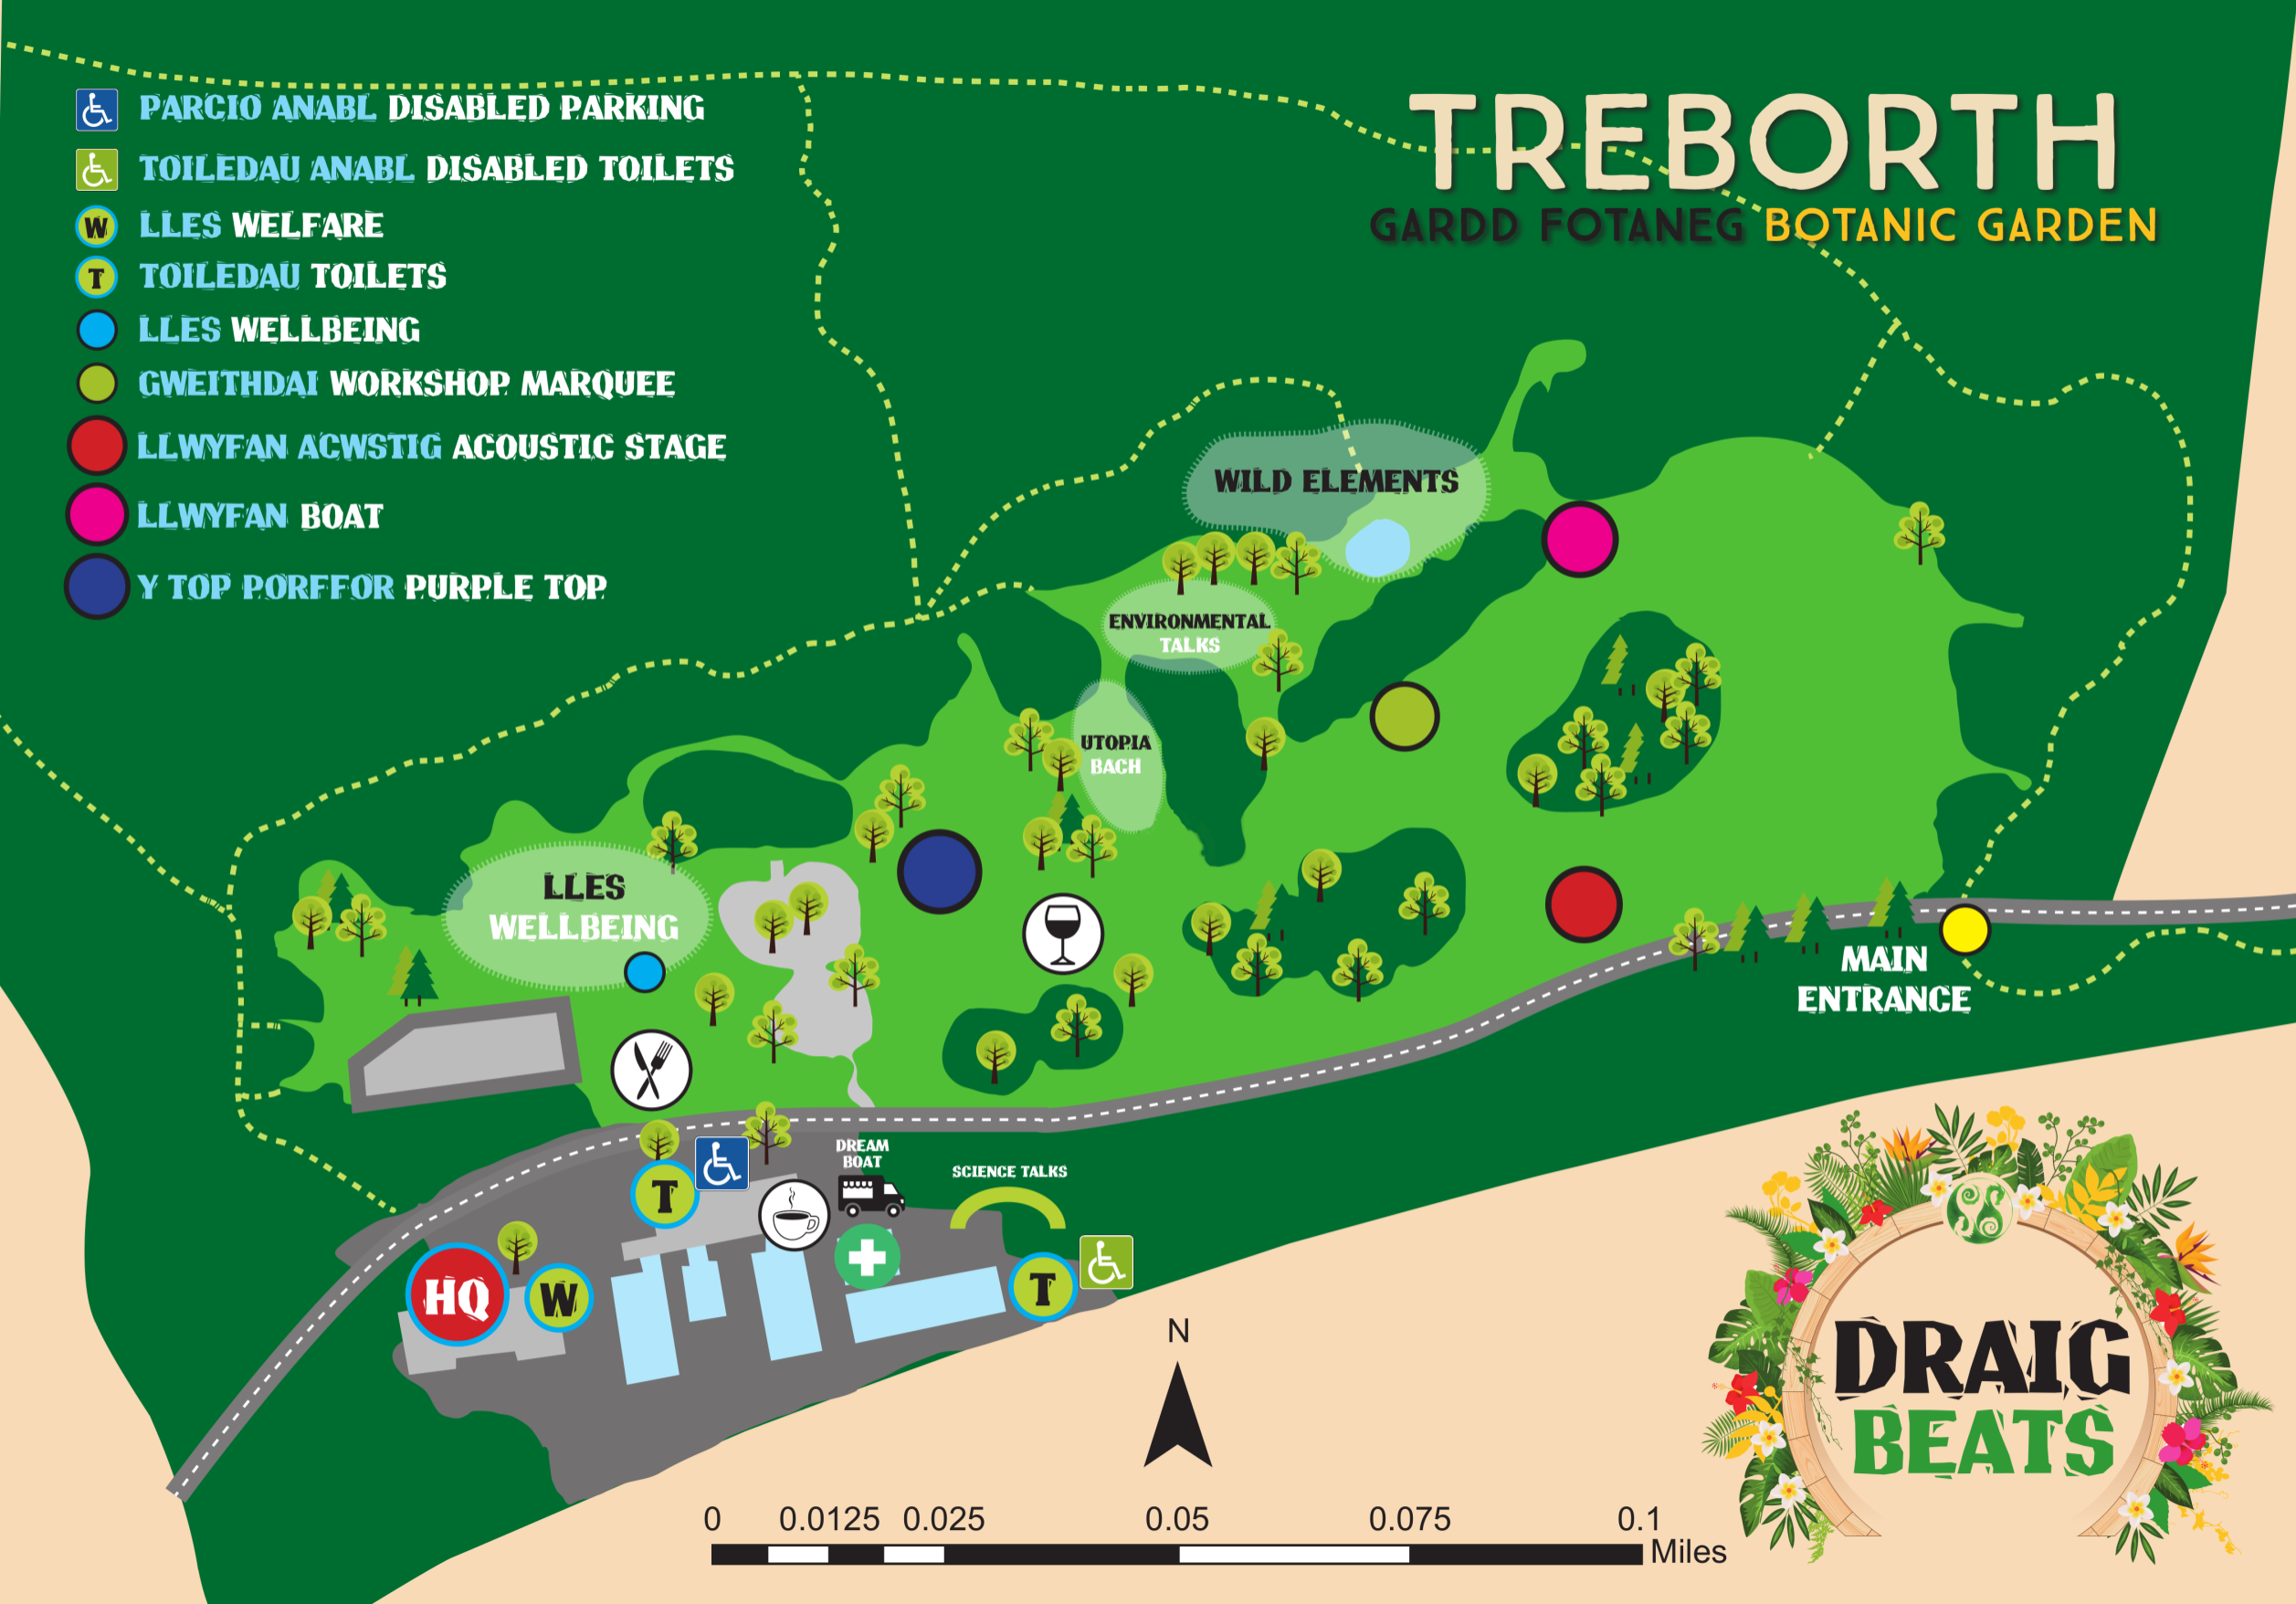 PARCIO ANABL DISABLED PARKING
TOILEDAU ANABL DISABLED TOILETS
W LLES WELFARE
T TOILEDAU TOILETS
LLES WELLBEING
GWEITHDAI WORKSHOP MARQUEE
LLWYFAN ACWSTIG ACOUSTIC STAGE
LLWYFAN BOAT
Y TOP PORFFOR PURPLE TOP
TREBORTH
GARDD FOTANEG BOTANIC GARDEN
WILD ELEMENTS
ENVIRONMENTAL
TALKS
UTOPIA
BACH
LLES
WELLBEING
MAIN
ENTRANCE
DREAM
BOAT
SCIENCE TALKS
T
HQ
W
T
N
DRAIG
BEATS
0 0.0125 0.025 0.05 0.075 0.1
Miles